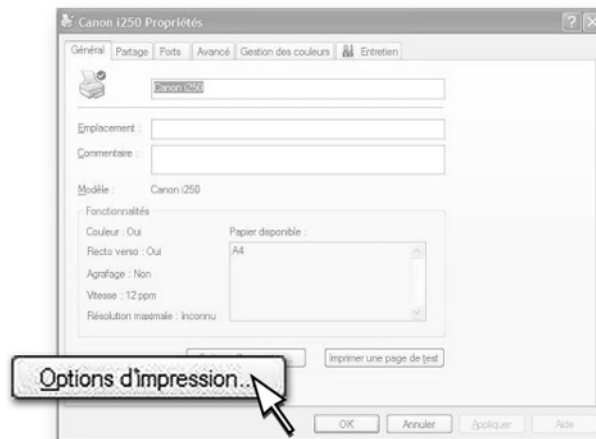 Canon i250 Propriétés
Général Partage Ports Avancé Gestion des couleurs Entretien
Canon i250
Emplacement :
Commentaire :
Modèle : Canon i250
Fonctionnalités
Couleur : Oui Papier disponible :
Recto verso : Oui A4
Agrafage : Non
Vitesse : 12 ppm
Résolution maximale : Inconnu
Imprimer une page de test
Options d'impression...
OK Annuler Appliquer Aide